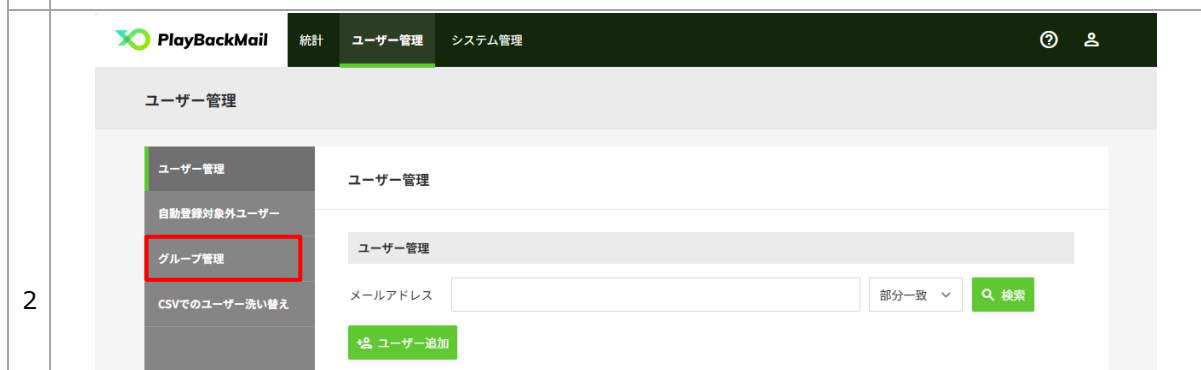 PlayBackMail 統計 ユーザー管理 システム管理
ユーザー管理
ユーザー管理
自動登録対象外ユーザー
グループ管理
CSVでのユーザー洗い替え
2
ユーザー管理
ユーザー管理
メールアドレス 部分一致 検索
ユーザー追加